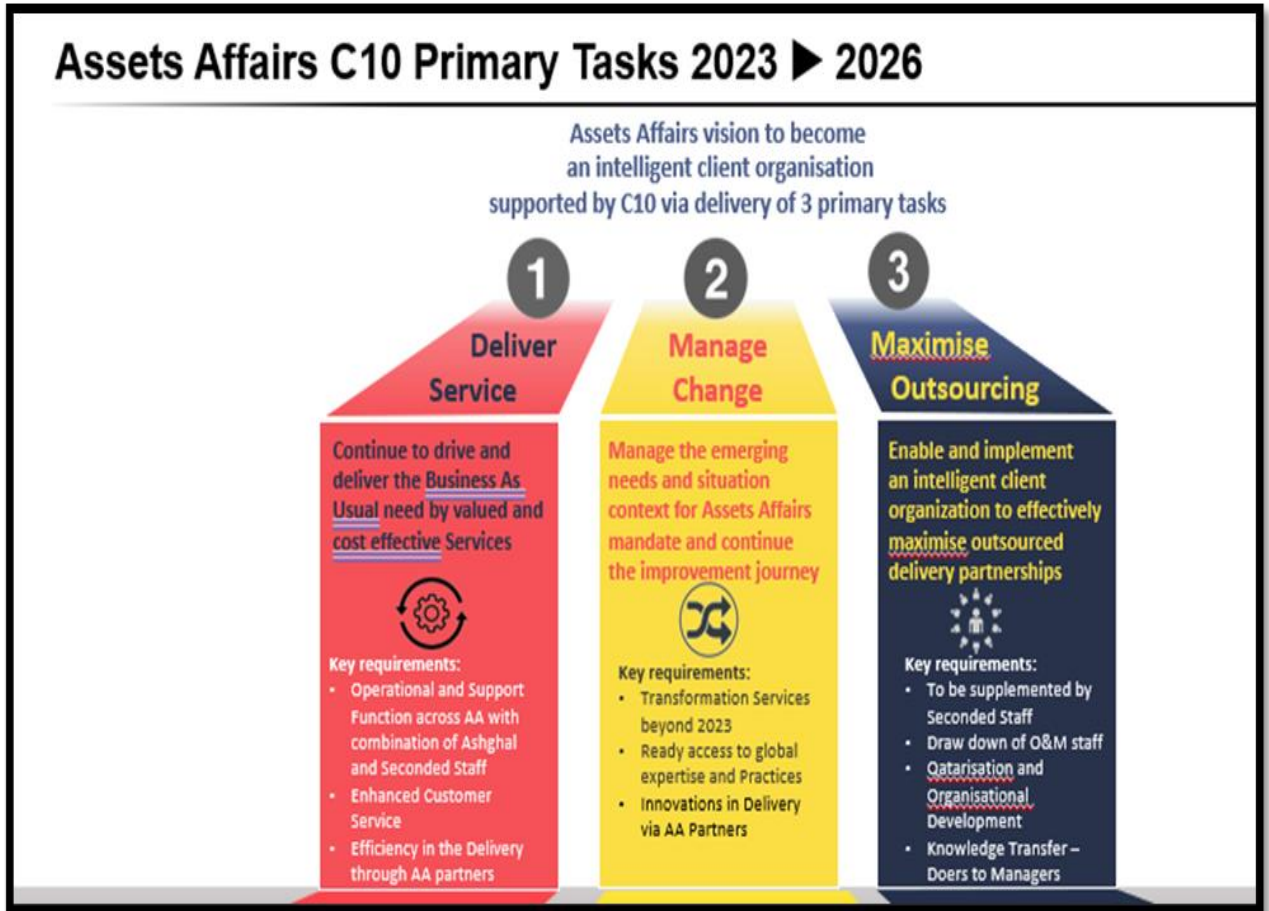 Assets Affairs C10 Primary Tasks 2023 ▶ 2026
Assets Affairs vision to become
an intelligent client organisation
supported by C10 via delivery of 3 primary tasks
1
Deliver
Service
Continue to drive and
deliver the Business As
Usual need by valued and
cost effective Services
Key requirements:
• Operational and Support
Function across AA with
combination of Ashghal
and Seconded Staff
• Enhanced Customer
Service
• Efficiency in the Delivery
through AA partners
2
Manage
Change
Manage the emerging
needs and situation
context for Assets Affairs
mandate and continue
the improvement journey
Key requirements:
• Transformation Services
beyond 2023
• Ready access to global
expertise and Practices
• Innovations in Delivery
via AA Partners
3
Maximise
Outsourcing
Enable and implement
an intelligent client
organization to effectively
maximise outsourced
delivery partnerships
Key requirements:
• To be supplemented by
Seconded Staff
• Draw down of O&M staff
• Qatarisation and
Organisational
Development
• Knowledge Transfer –
Doers to Managers